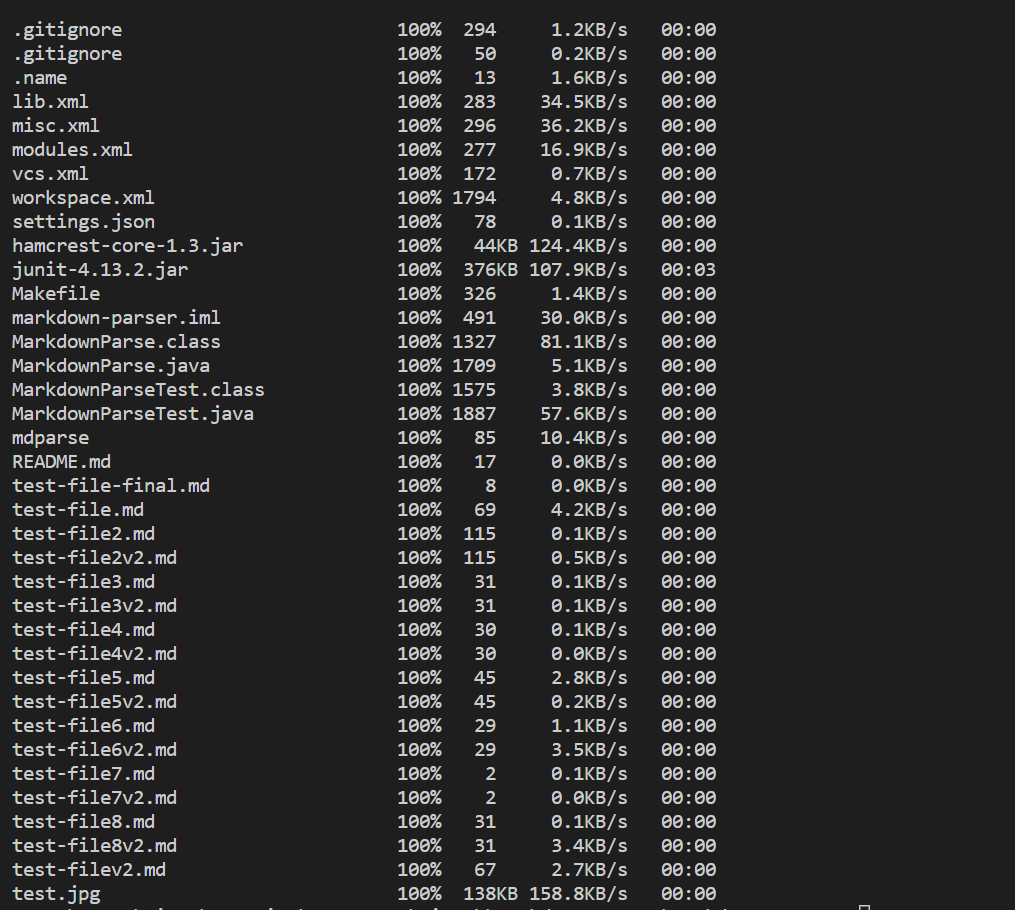 .gitignore 100% 294 1.2KB/s 00:00
.gitignore 100% 50 0.2KB/s 00:00
.name 100% 13 1.6KB/s 00:00
lib.xml 100% 283 34.5KB/s 00:00
misc.xml 100% 296 36.2KB/s 00:00
modules.xml 100% 277 16.9KB/s 00:00
vcs.xml 100% 172 0.7KB/s 00:00
workspace.xml 100% 1794 4.8KB/s 00:00
settings.json 100% 78 0.1KB/s 00:00
hamcrest-core-1.3.jar 100% 44KB 124.4KB/s 00:00
junit-4.13.2.jar 100% 376KB 107.9KB/s 00:03
Makefile 100% 326 1.4KB/s 00:00
markdown-parser.iml 100% 491 30.0KB/s 00:00
MarkdownParse.class 100% 1327 81.1KB/s 00:00
MarkdownParse.java 100% 1709 5.1KB/s 00:00
MarkdownParseTest.class 100% 1575 3.8KB/s 00:00
MarkdownParseTest.java 100% 1887 57.6KB/s 00:00
mdparse 100% 85 10.4KB/s 00:00
README.md 100% 17 0.0KB/s 00:00
test-file-final.md 100% 8 0.0KB/s 00:00
test-file.md 100% 69 4.2KB/s 00:00
test-file2.md 100% 115 0.1KB/s 00:00
test-file2v2.md 100% 115 0.5KB/s 00:00
test-file3.md 100% 31 0.1KB/s 00:00
test-file3v2.md 100% 31 0.1KB/s 00:00
test-file4.md 100% 30 0.1KB/s 00:00
test-file4v2.md 100% 30 0.0KB/s 00:00
test-file5.md 100% 45 2.8KB/s 00:00
test-file5v2.md 100% 45 0.2KB/s 00:00
test-file6.md 100% 29 1.1KB/s 00:00
test-file6v2.md 100% 29 3.5KB/s 00:00
test-file7.md 100% 2 0.1KB/s 00:00
test-file7v2.md 100% 2 0.0KB/s 00:00
test-file8.md 100% 31 0.1KB/s 00:00
test-file8v2.md 100% 31 3.4KB/s 00:00
test-filev2.md 100% 67 2.7KB/s 00:00
test.jpg 100% 138KB 158.8KB/s 00:00